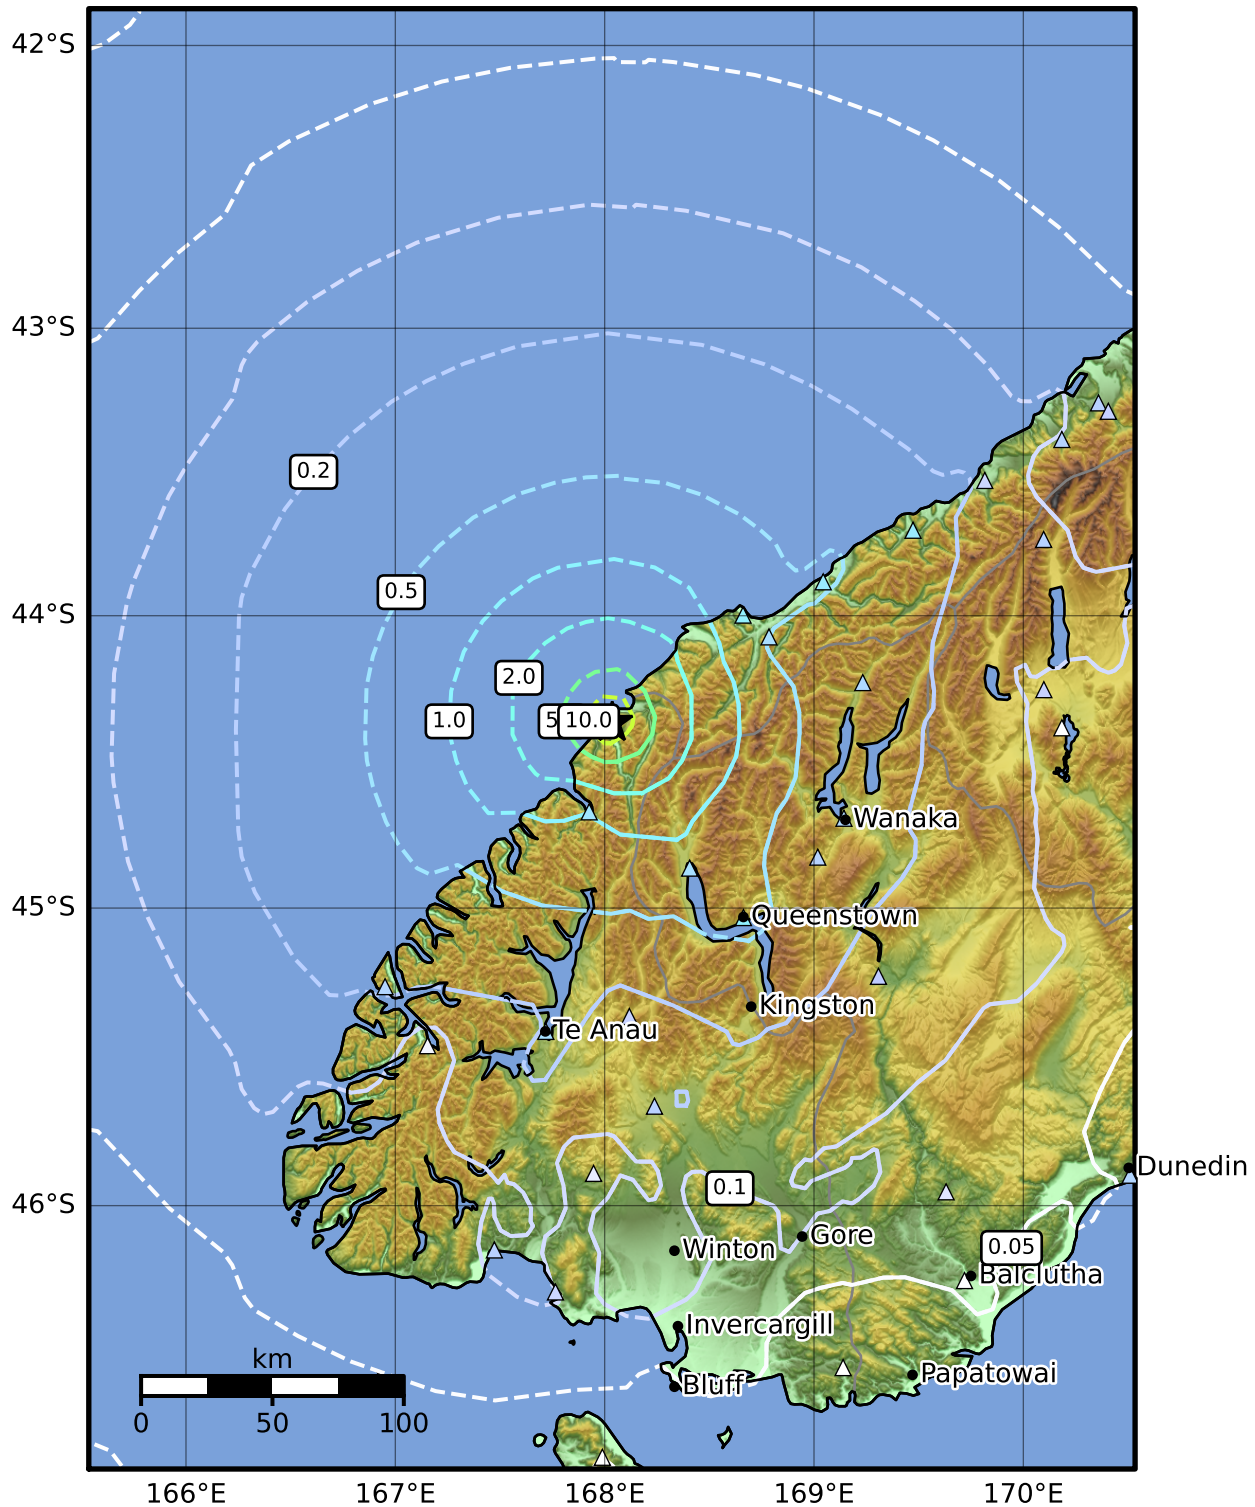 42°S
43°S
0.2
0.5
44°S
2.0
1.0
5
10.0
Wanaka
45°S
Queenstown
Kingston
Te Anau
Dunedin
0.1
46°S
Gore
0.05
Winton
Balclutha
Invercargill
km
Papatowai
Bluff
0
50
100
166°E
167°E
168°E
169°E
170°E